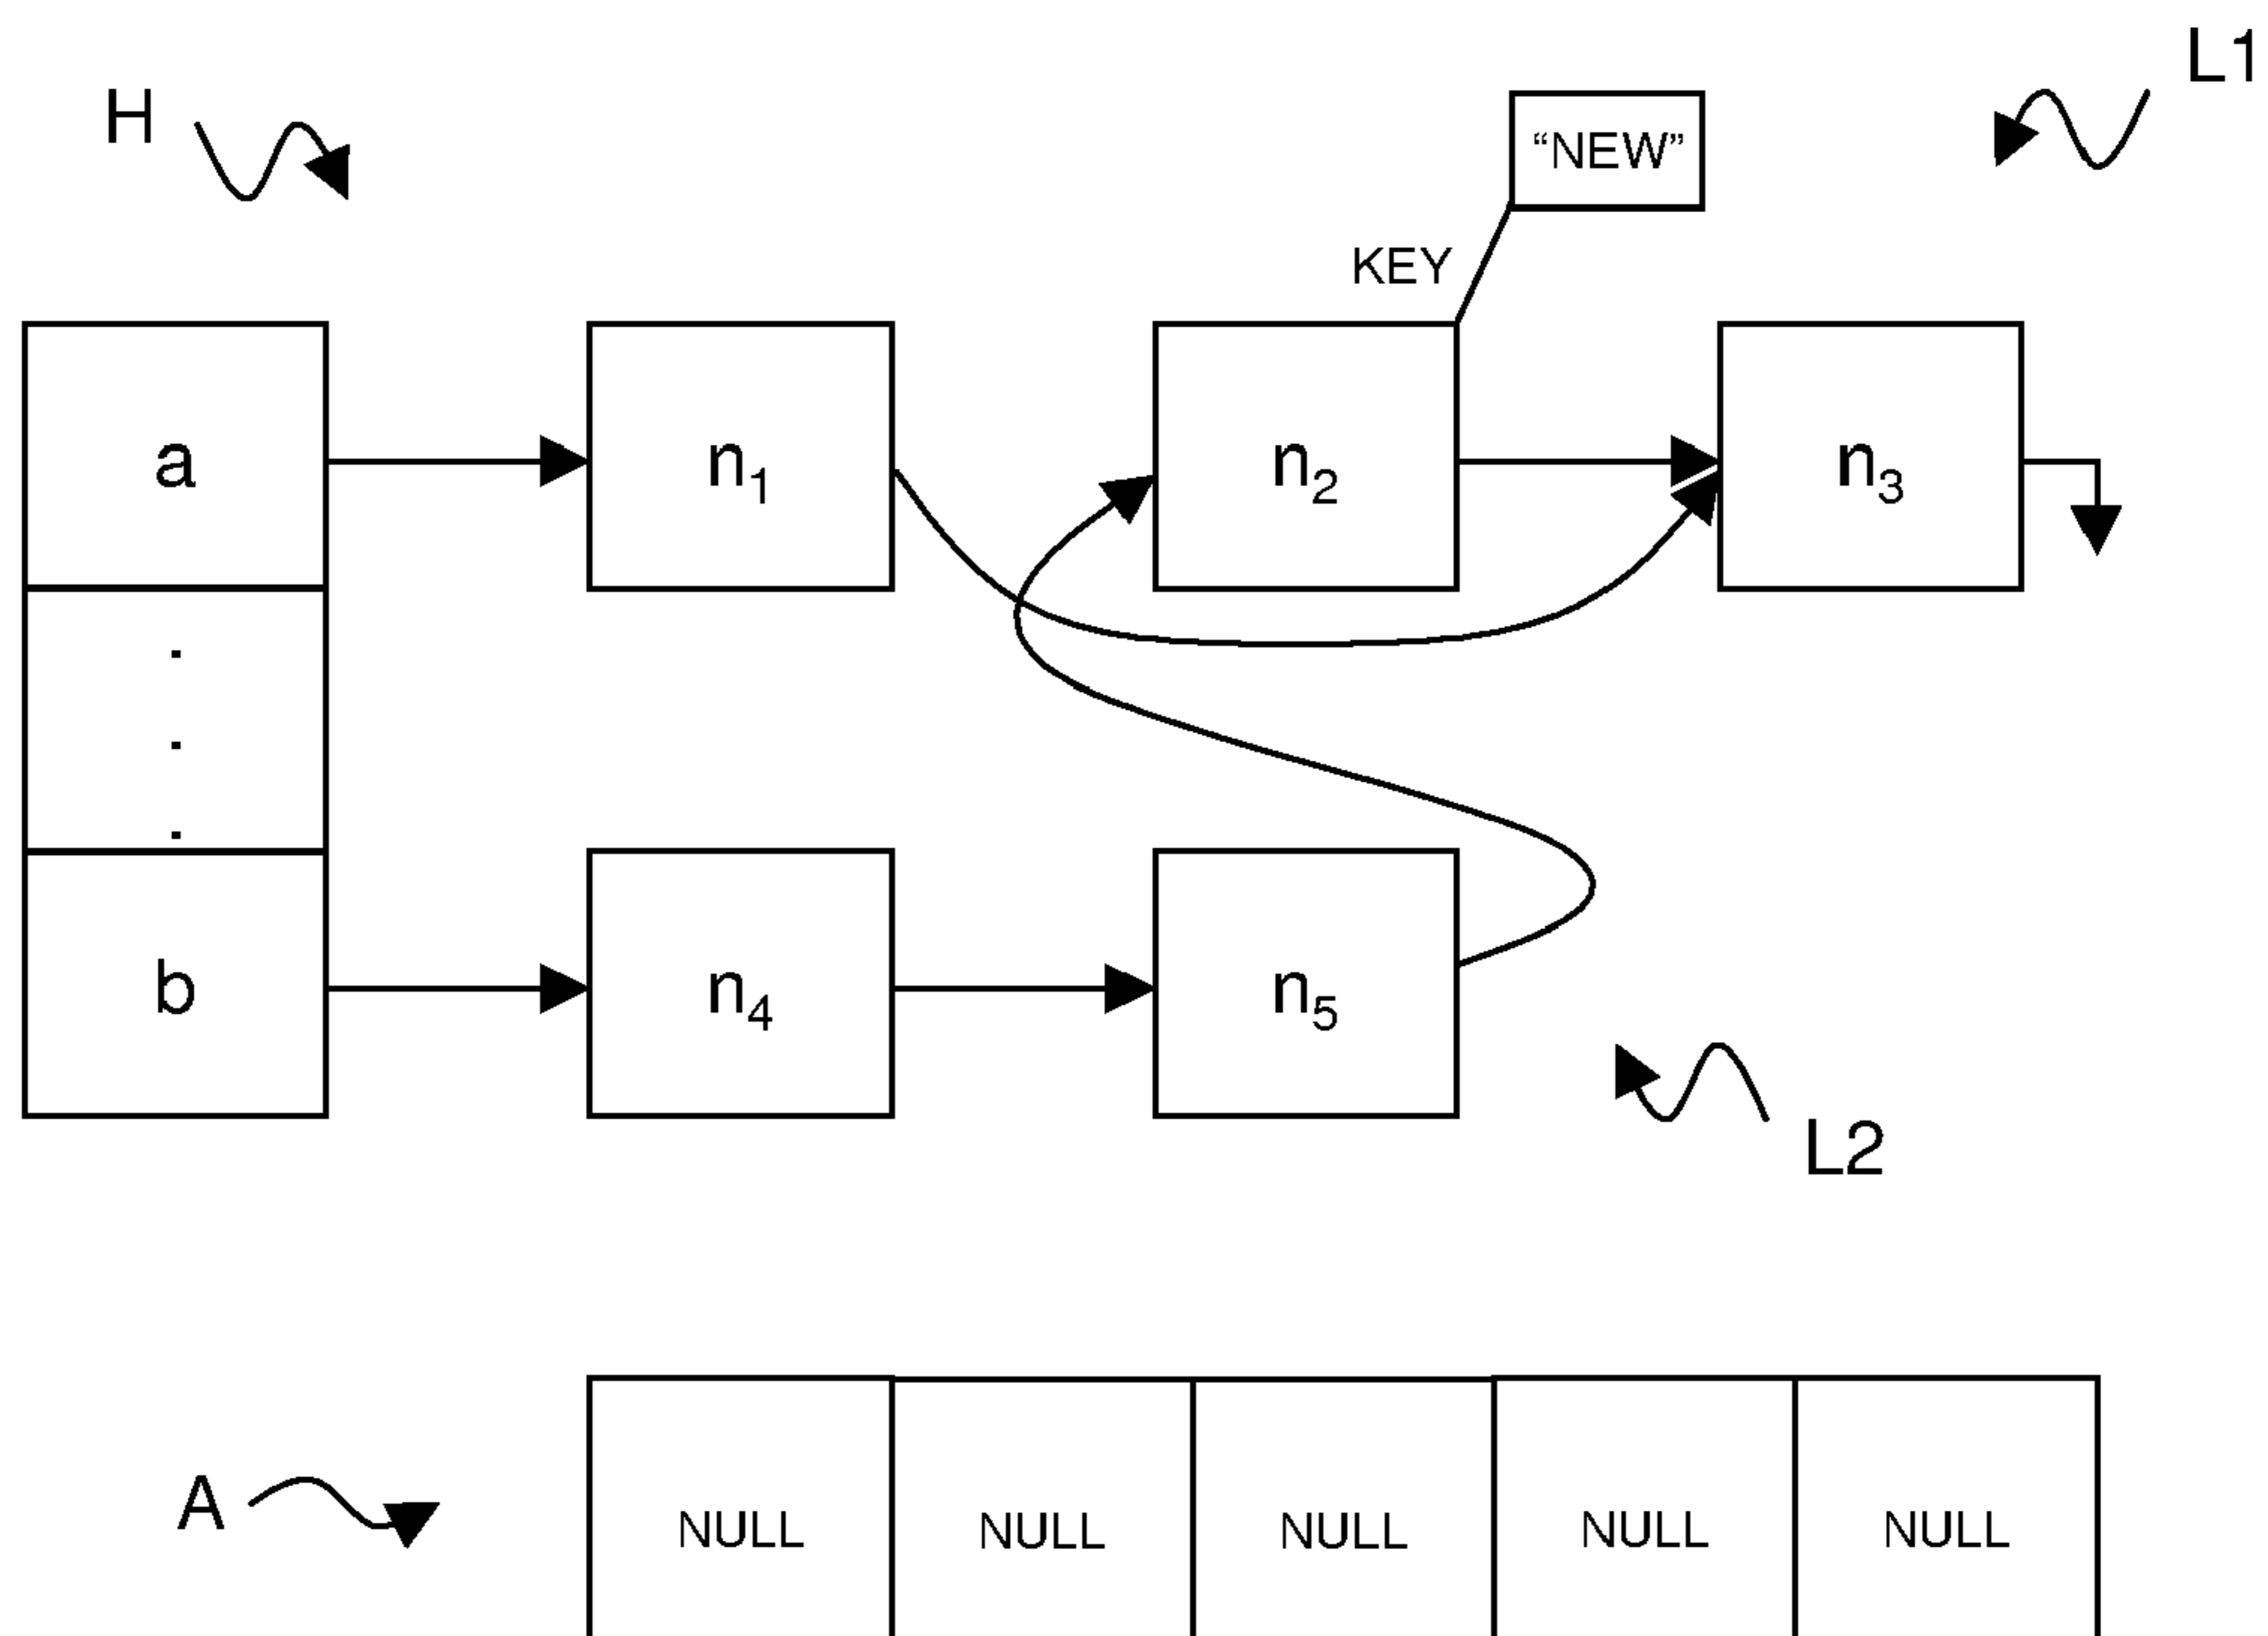 H
L1
“NEW”
KEY
a
n1
n2
n3
.
.
.
b
n4
n5
L2
A
NULL NULL NULL NULL NULL